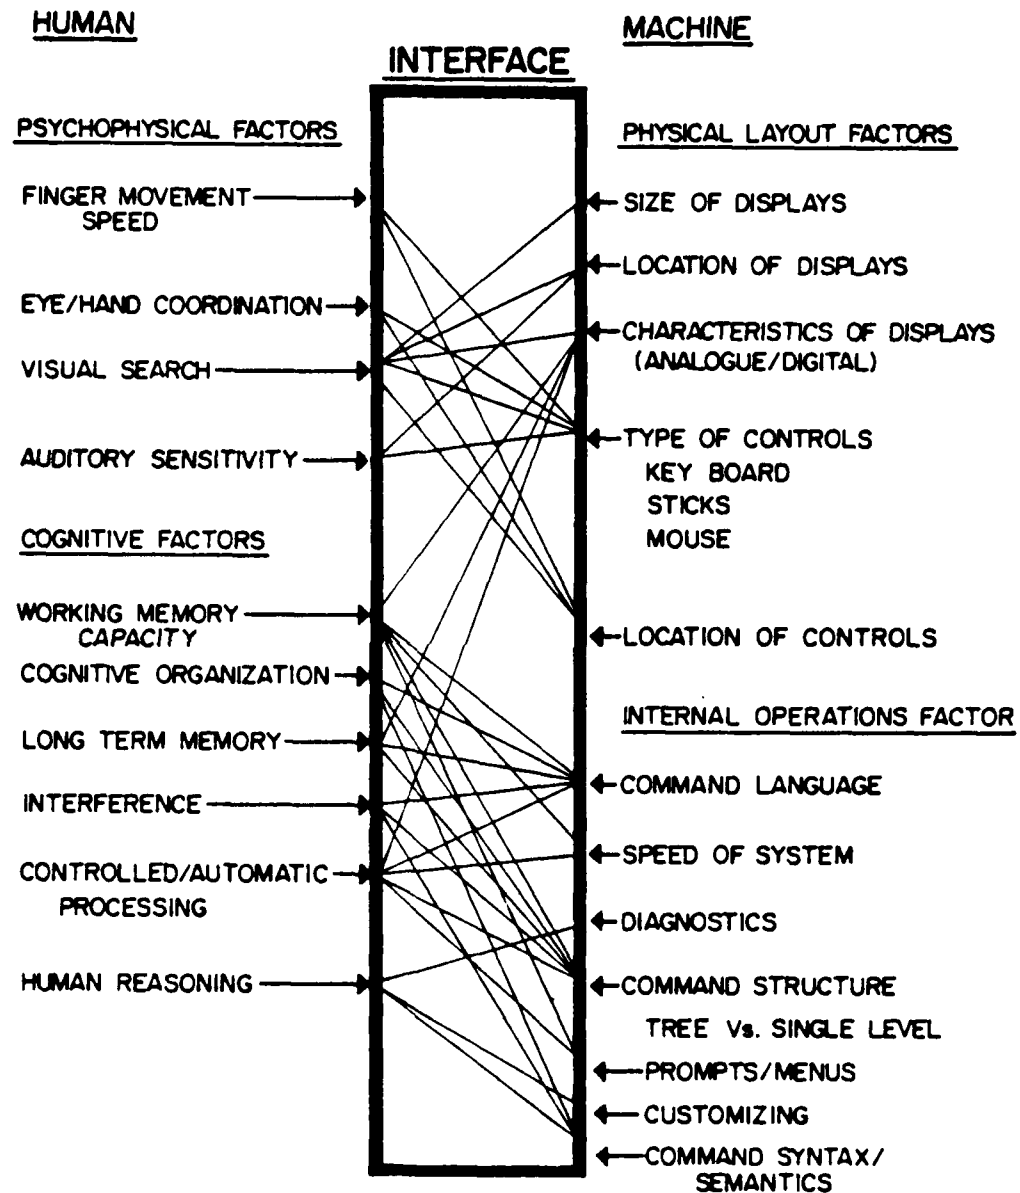 HUMAN
INTERFACE
MACHINE
PSYCHOPHYSICAL FACTORS
FINGER MOVEMENT
SPEED
EYE/HAND COORDINATION
VISUAL SEARCH
AUDITORY SENSITIVITY
COGNITIVE FACTORS
WORKING MEMORY
CAPACITY
COGNITIVE ORGANIZATION
LONG TERM MEMORY
INTERFERENCE
CONTROLLED/AUTOMATIC
PROCESSING
HUMAN REASONING
PHYSICAL LAYOUT FACTORS
SIZE OF DISPLAYS
LOCATION OF DISPLAYS
CHARACTERISTICS OF DISPLAYS
(ANALOGUE/DIGITAL)
TYPE OF CONTROLS
KEY BOARD
STICKS
MOUSE
LOCATION OF CONTROLS
INTERNAL OPERATIONS FACTOR
COMMAND LANGUAGE
SPEED OF SYSTEM
DIAGNOSTICS
COMMAND STRUCTURE
TREE Vs. SINGLE LEVEL
PROMPTS/MENUS
CUSTOMIZING
COMMAND SYNTAX/
SEMANTICS